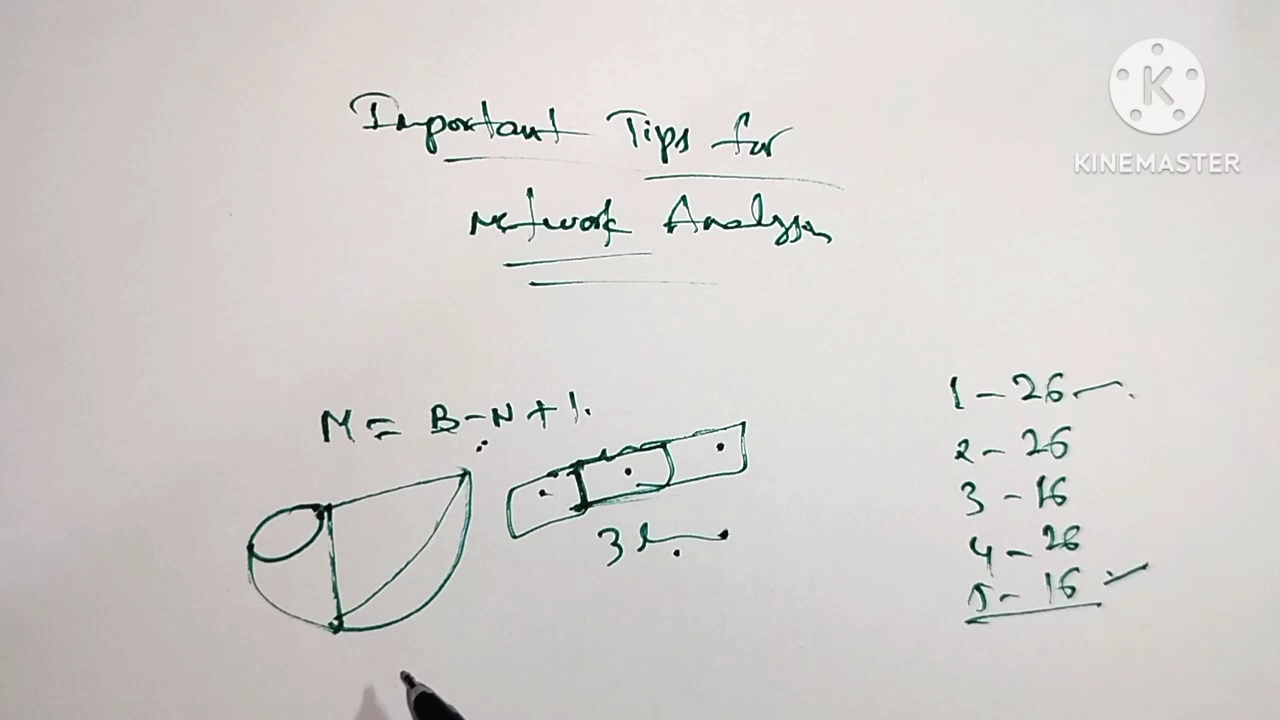 Important Tips for
Network Analysis
M = B - N + 1.
3
1 - 26
2 - 26
3 - 16
4 - 26
5 - 16
KINEMASTER